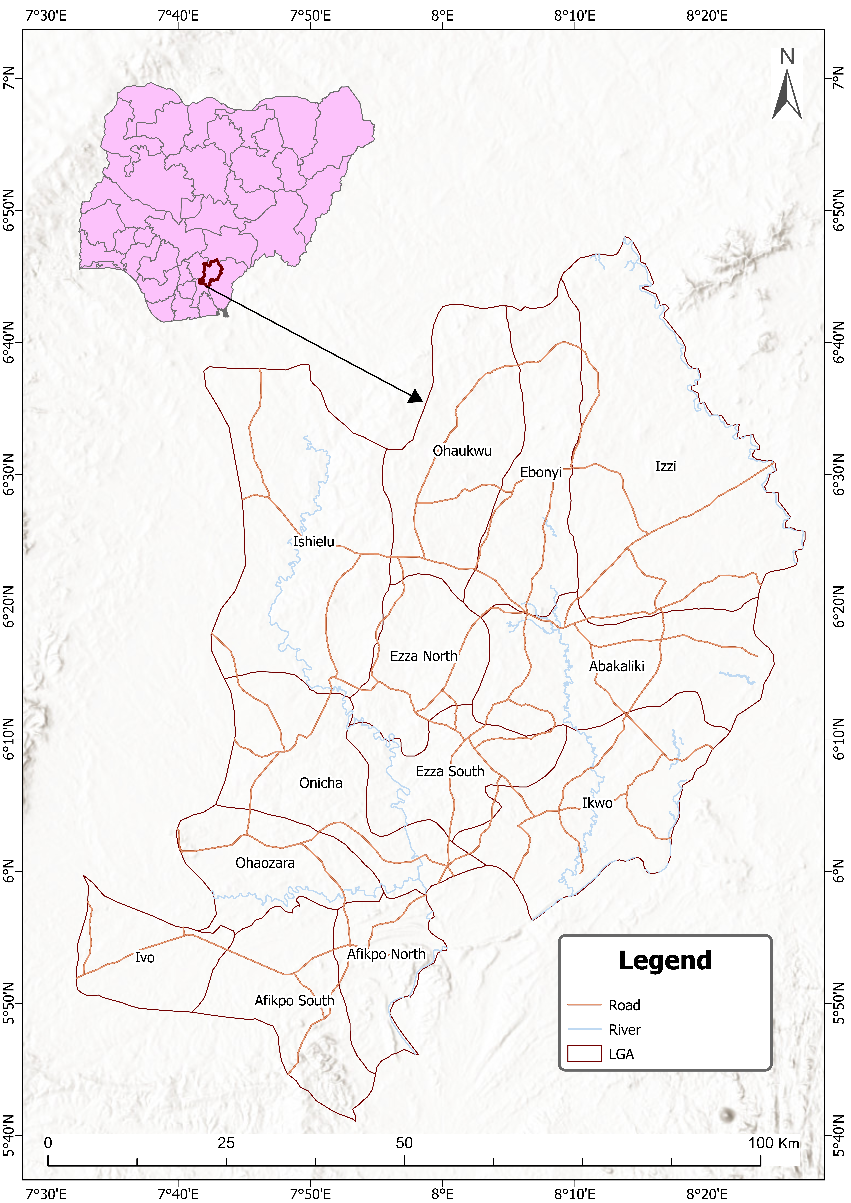 7°30'E 7°40'E 7°50'E 8°E 8°10'E 8°20'E
N
7°N 7°N
6°50'N 6°50'N
6°40'N 6°40'N
Ohaukwu
Izzi
Ebonyi
6°30'N 6°30'N
Ishielu
6°20'N 6°20'N
Ezza North
Abakaliki
6°10'N 6°10'N
Ezza South
Onicha
Ikwo
Ohaozara
6°N 6°N
Afikpo North
Ivo
Afikpo South
5°50'N 5°50'N
Legend
Road
River
LGA
5°40'N 5°40'N
0 25 50 100 Km
7°30'E 7°40'E 7°50'E 8°E 8°10'E 8°20'E